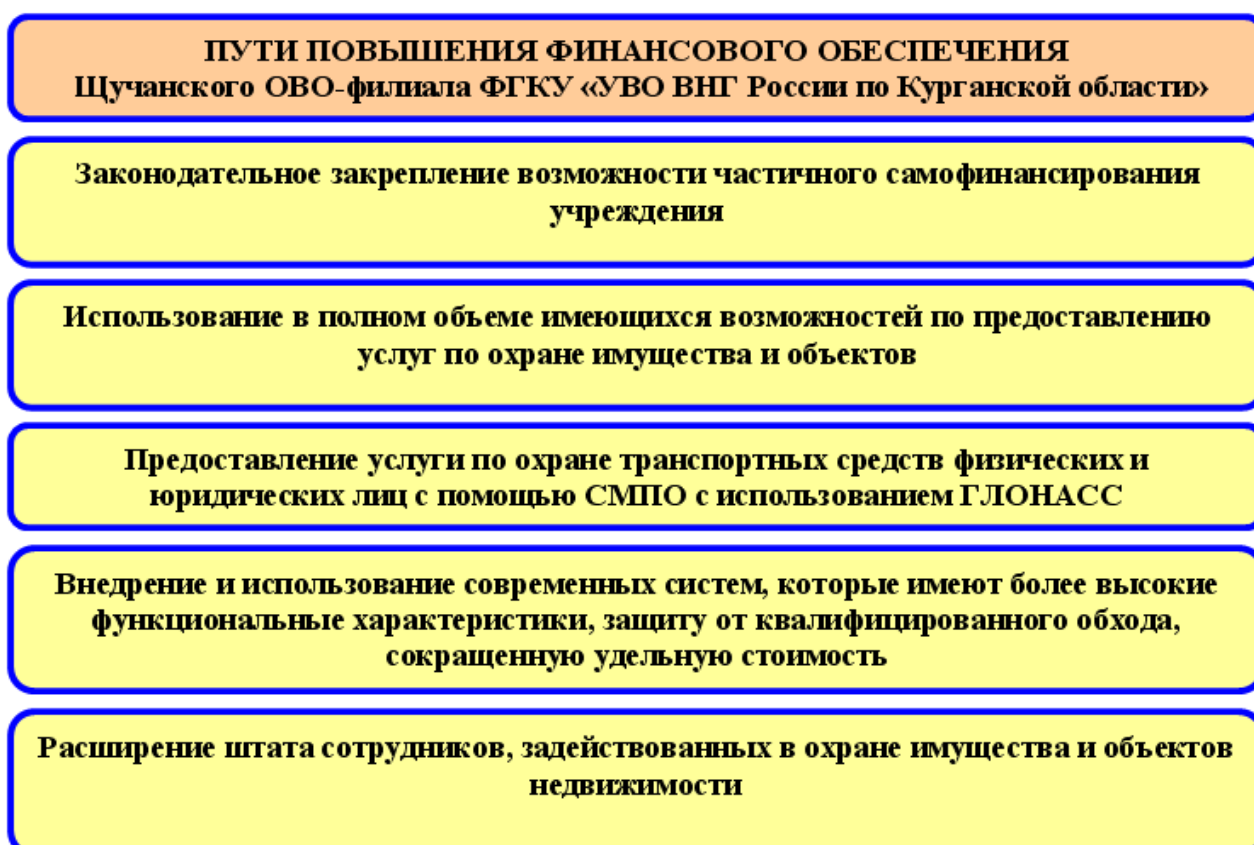 ПУТИ ПОВЫШЕНИЯ ФИНАНСОВОГО ОБЕСПЕЧЕНИЯ
Щучанского ОВО-филиала ФГКУ «УВО ВНГ России по Курганской области»
Законодательное закрепление возможности частичного самофинансирования
учреждения
Использование в полном объеме имеющихся возможностей по предоставлению
услуг по охране имущества и объектов
Предоставление услуги по охране транспортных средств физических и
юридических лиц с помощью СМПО с использованием ГЛОНАСС
Внедрение и использование современных систем, которые имеют более высокие
функциональные характеристики, защиту от квалифицированного обхода,
сокращенную удельную стоимость
Расширение штата сотрудников, задействованных в охране имущества и объектов
недвижимости